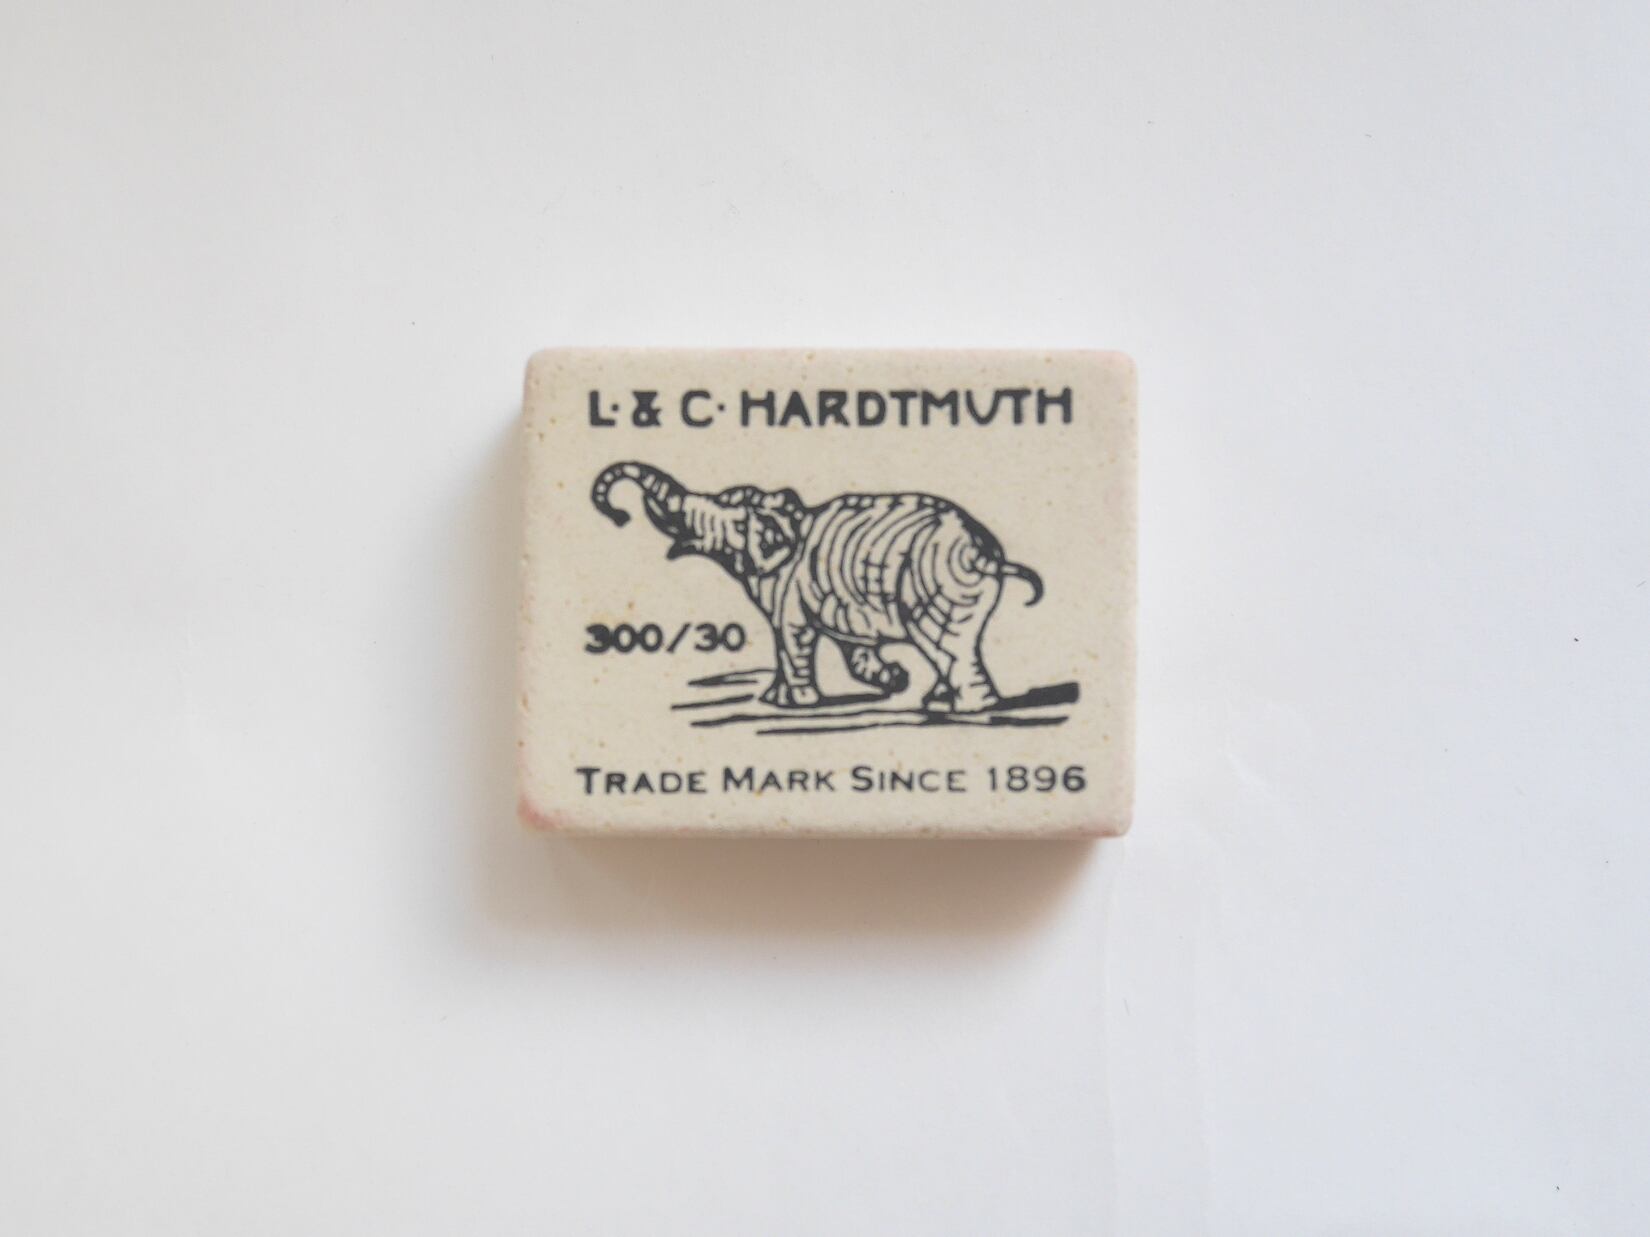 L. & C. HARDTMUTH
300/30
TRADE MARK SINCE 1896